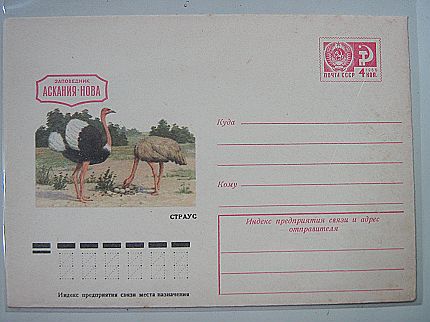 ЗАПОВЕДНИК
АСКАНИЯ-НОВА
ПОЧТА СССР
4 КОП.
Куда
Кому
СТРАУС
Индекс предприятия связи и адрес
отправителя
Индекс предприятия связи места назначения